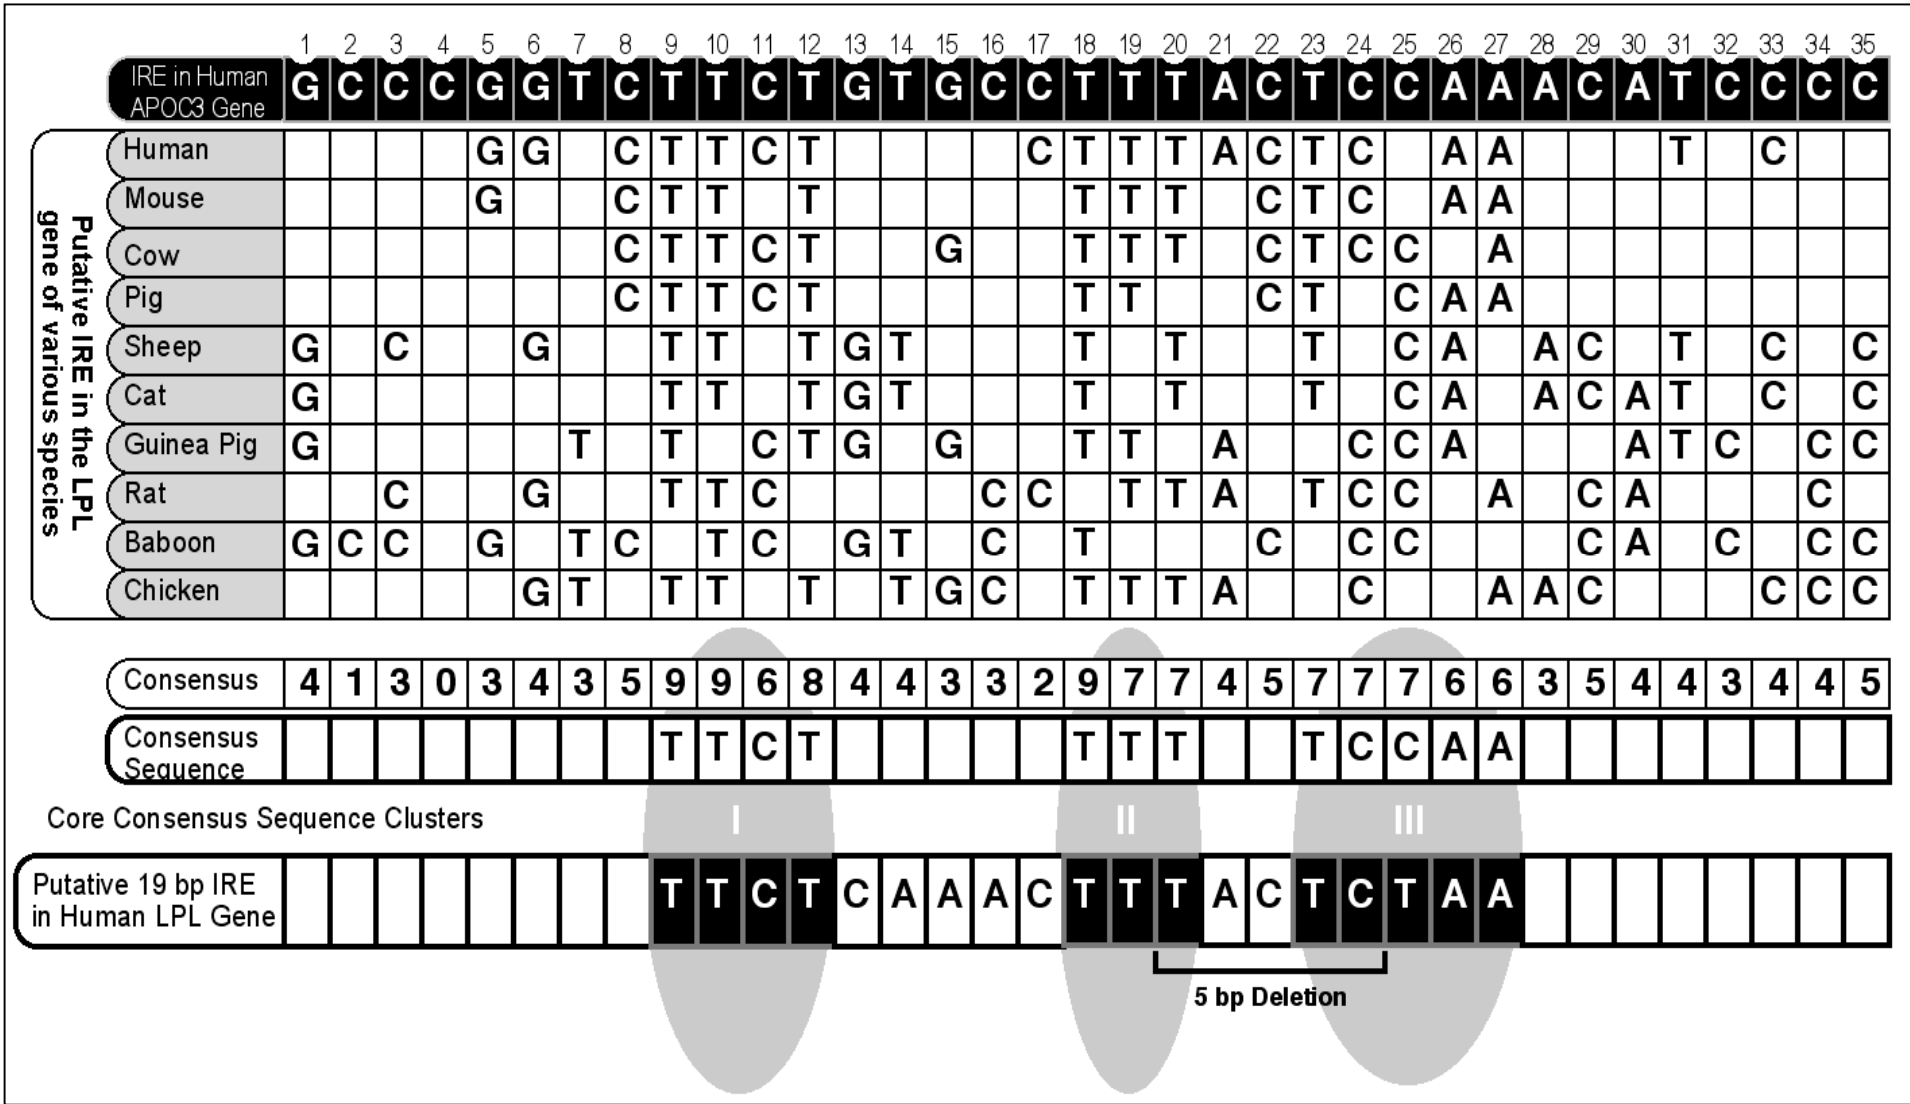 1 2 3 4 5 6 7 8 9 10 11 12 13 14 15 16 17 18 19 20 21 22 23 24 25 26 27 28 29 30 31 32 33 34 35
IRE in Human
APOC3 Gene
G C C C G G T C T T C T G T G C C T T T A C T C C A A A C A T C C C C
Putative IRE in the LPL
gene of various species
Human G G C T T C T C T T T A C T C A A T C
Mouse G C T T T T T T C T C A A
Cow C T T C T G T T T C T C C A
Pig C T T C T T T C T C A A
Sheep G C G T T T G T T T T C A A C T C C
Cat G T T T G T T T T C A A C A T C C
Guinea Pig G T T C T G G T T A C C A A T C C C
Rat C G T T C C C T T A T C C A C A C
Baboon G C C G T C T C G T C T C C C C A C C C
Chicken G T T T T T G C T T T A C A A C C C C
Consensus 4 1 3 0 3 4 3 5 9 9 6 8 4 4 3 3 2 9 7 7 4 5 7 7 7 6 6 3 5 4 4 3 4 4 5
Consensus
Sequence
T T C T T T T T C C A A
Core Consensus Sequence Clusters I II III
Putative 19 bp IRE
in Human LPL Gene
T T C T C A A A C T T T A C T C T A A
5 bp Deletion